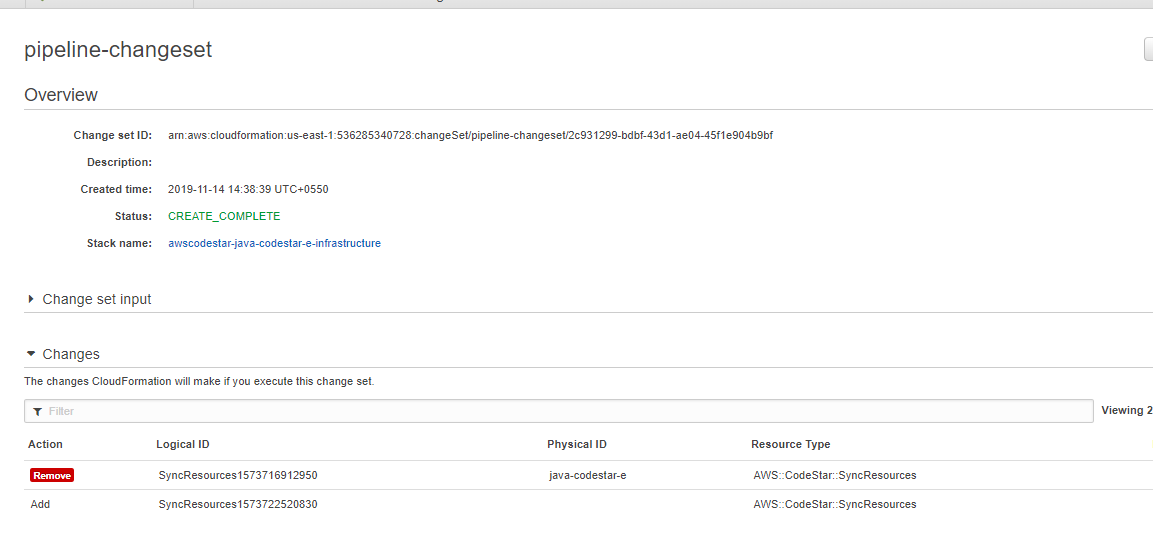 pipeline-changeset
Overview
Change set ID: arn:aws:cloudformation:us-east-1:536285340728:changeSet/pipeline-changeset/2c931299-bdbf-43d1-ae04-45f1e904b9bf
Description:
Created time: 2019-11-14 14:38:39 UTC+0550
Status: CREATE_COMPLETE
Stack name: awscodestar-java-codestar-e-infrastructure
Change set input
Changes
The changes CloudFormation will make if you execute this change set.
Filter Viewing 2
Action Logical ID Physical ID Resource Type
Remove SyncResources1573716912950 java-codestar-e AWS::CodeStar::SyncResources
Add SyncResources1573722520830 AWS::CodeStar::SyncResources